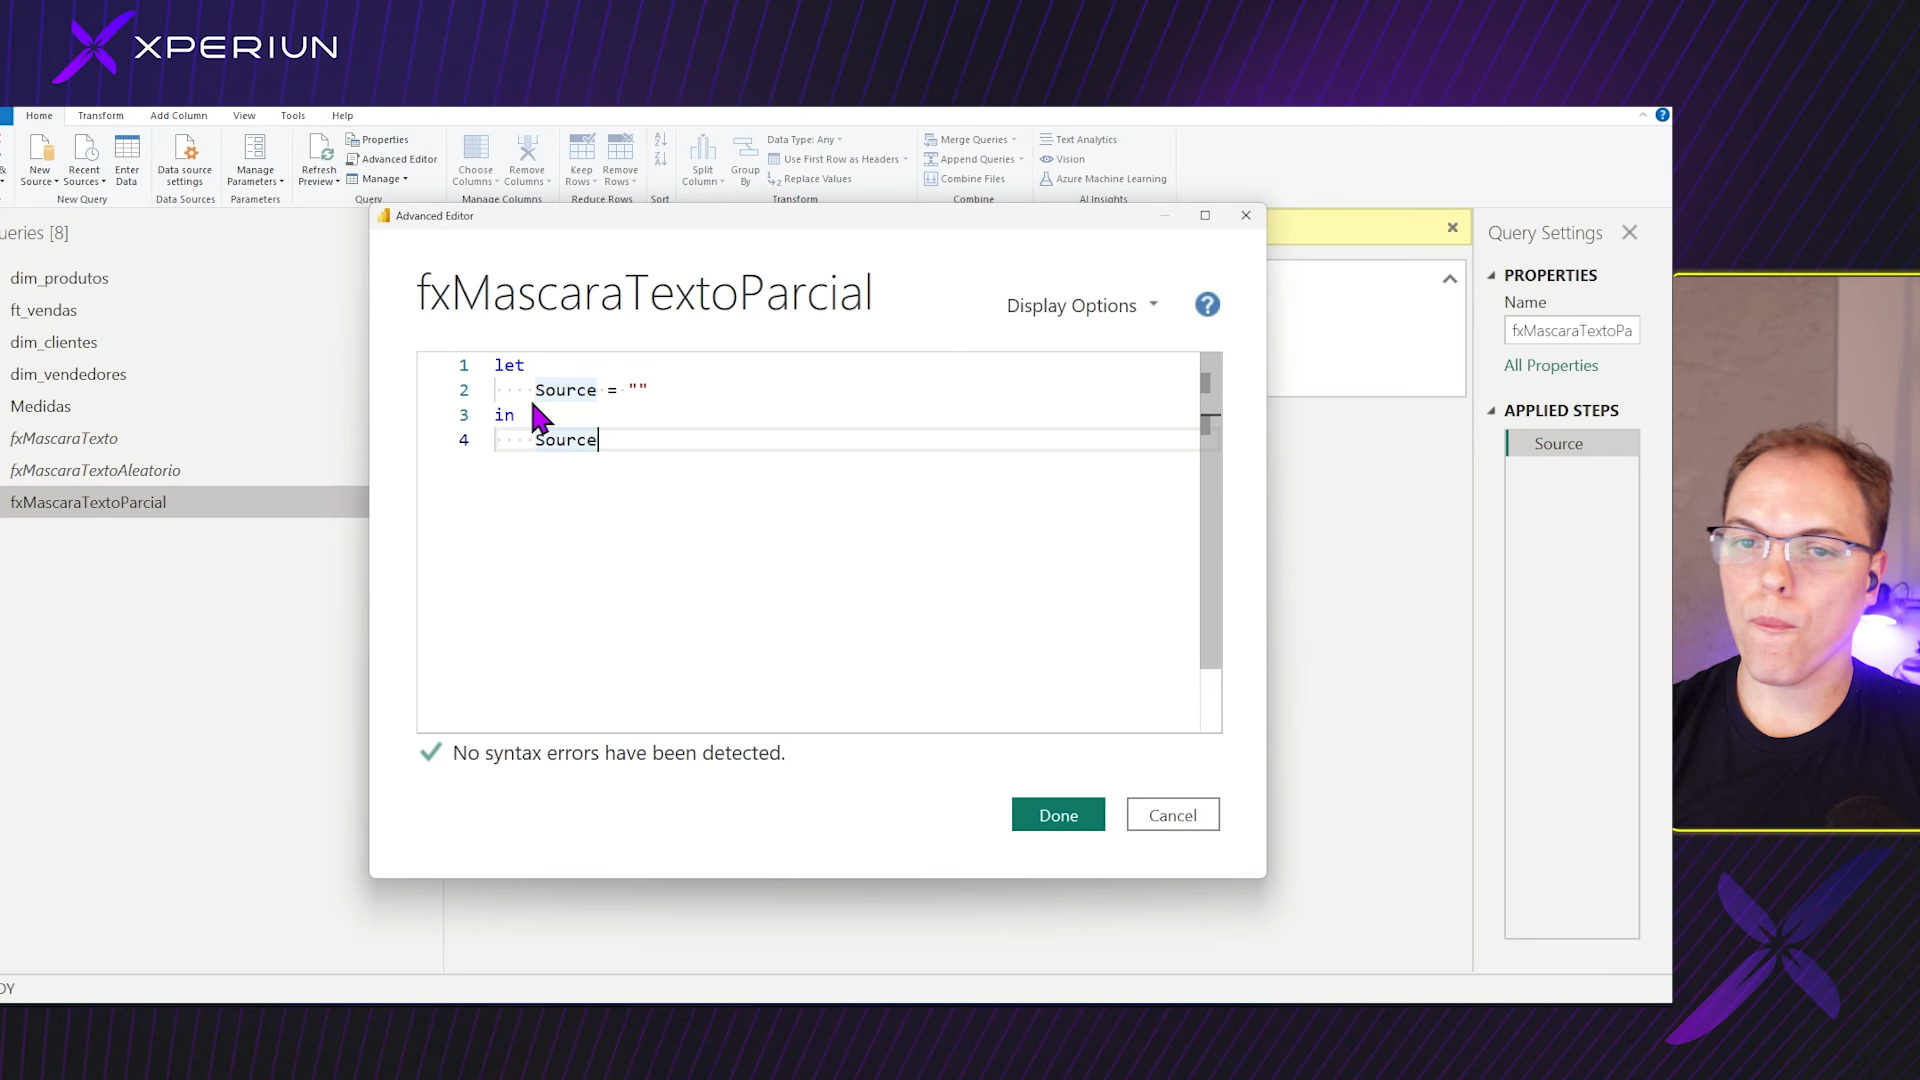 XPERIUN
Home Transform Add Column View Tools Help
New Source
Recent Sources
Enter Data
New Query
Data source settings
Data Sources
Manage Parameters
Parameters
Refresh Preview
Properties
Advanced Editor
Manage
Query
Choose Columns
Remove Columns
Manage Columns
Keep Rows
Remove Rows
Reduce Rows
Sort
Split Column
Group By
Data Type: Any
Use First Row as Headers
Replace Values
Transform
Merge Queries
Append Queries
Combine Files
Combine
Text Analytics
Vision
Azure Machine Learning
AI Insights
ueries [8]
dim_produtos
ft_vendas
dim_clientes
dim_vendedores
Medidas
fxMascaraTexto
fxMascaraTextoAleatorio
fxMascaraTextoParcial
Advanced Editor
fxMascaraTextoParcial
Display Options
?
1 let
2 Source = ""
3 in
4 Source
No syntax errors have been detected.
Done Cancel
Query Settings
PROPERTIES
Name
fxMascaraTextoPa
All Properties
APPLIED STEPS
Source
DY